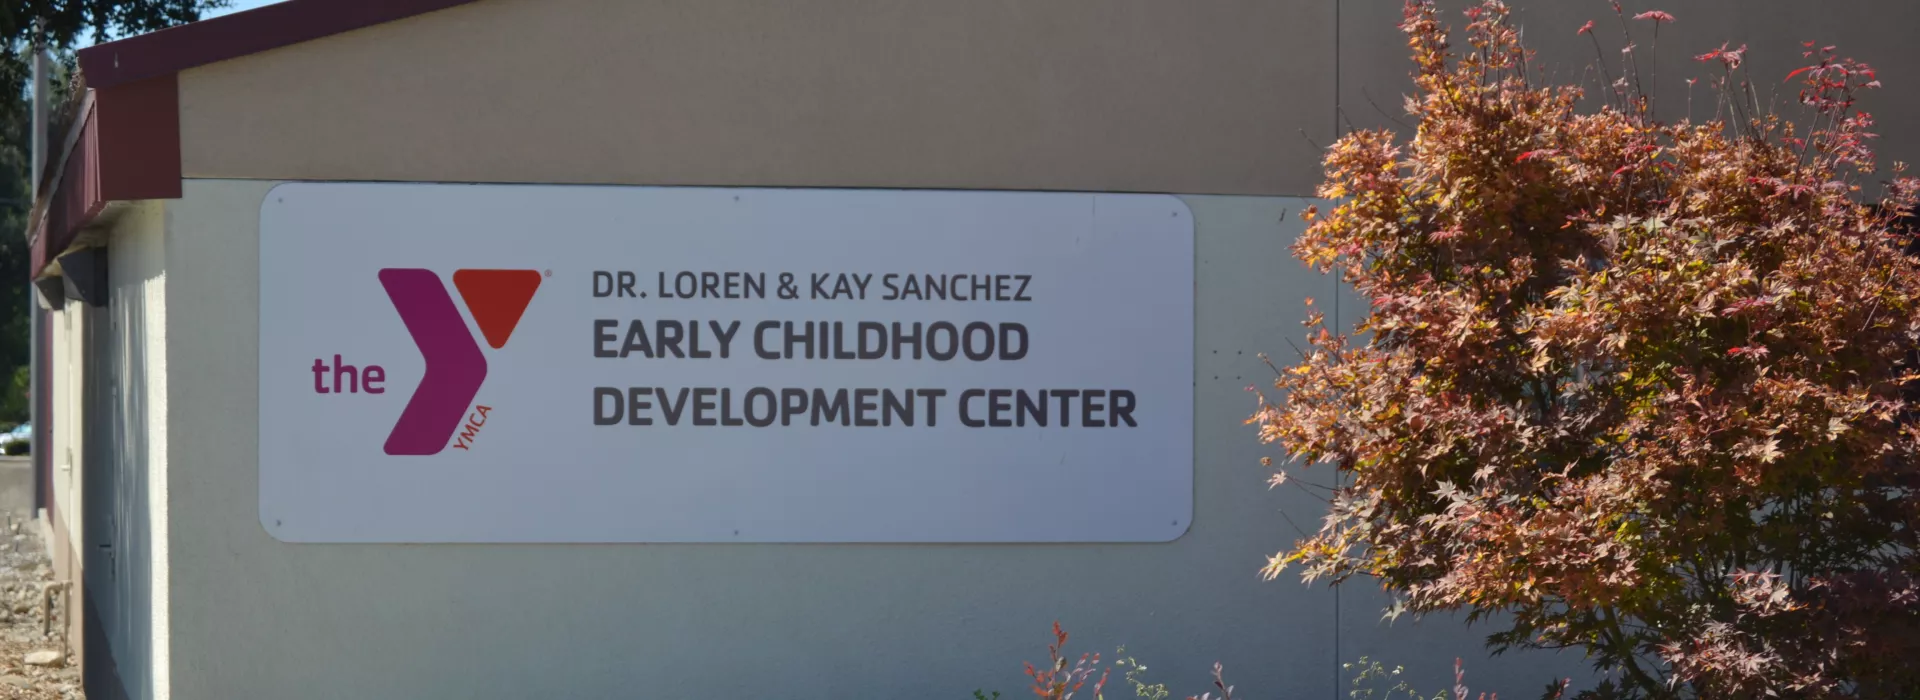 the
YMCA
®
DR. LOREN & KAY SANCHEZ
EARLY CHILDHOOD
DEVELOPMENT CENTER